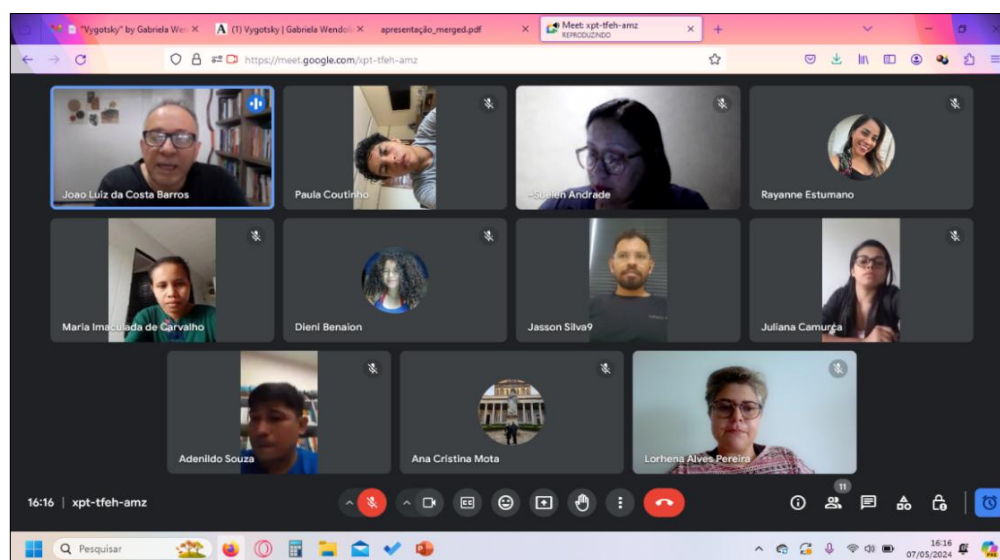 "Vygotsky" by Gabriela Wen
(1) Vygotsky | Gabriela Wendol
apresentação_merged.pdf
Meet: xpt-tfeh-amz
REPRODUZINDO
https://meet.google.com/xpt-tfeh-amz
Joao Luiz da Costa Barros
Paula Coutinho
Suelen Andrade
Rayanne Estumano
Maria Imaculada de Carvalho
Dieni Benaion
Jasson Silva9
Juliana Camurça
Adenildo Souza
Ana Cristina Mota
Lorhena Alves Pereira
16:16 | xpt-tfeh-amz
CC
11
Pesquisar
16:16
07/05/2024